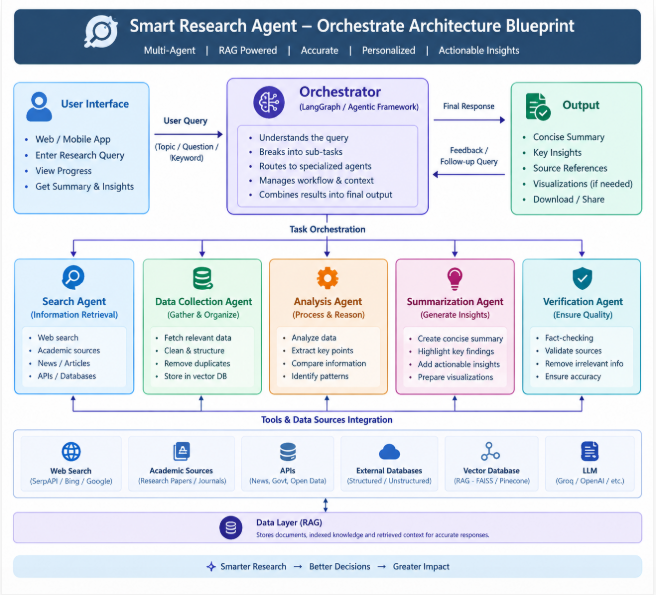 Smart Research Agent – Orchestrate Architecture Blueprint
Multi-Agent | RAG Powered | Accurate | Personalized | Actionable Insights
User Interface
• Web / Mobile App
• Enter Research Query
• View Progress
• Get Summary & Insights
User Query
(Topic / Question /
Keyword)
Orchestrator
(LangGraph / Agentic Framework)
• Understands the query
• Breaks into sub-tasks
• Routes to specialized agents
• Manages workflow & context
• Combines results into final output
Final Response
Feedback /
Follow-up Query
Output
• Concise Summary
• Key Insights
• Source References
• Visualizations (if needed)
• Download / Share
Task Orchestration
Search Agent
(Information Retrieval)
• Web search
• Academic sources
• News / Articles
• APIs / Databases
Data Collection Agent
(Gather & Organize)
• Fetch relevant data
• Clean & structure
• Remove duplicates
• Store in vector DB
Analysis Agent
(Process & Reason)
• Analyze data
• Extract key points
• Compare information
• Identify patterns
Summarization Agent
(Generate Insights)
• Create concise summary
• Highlight key findings
• Add actionable insights
• Prepare visualizations
Verification Agent
(Ensure Quality)
• Fact-checking
• Validate sources
• Remove irrelevant info
• Ensure accuracy
Tools & Data Sources Integration
Web Search
(SerpAPI / Bing / Google)
Academic Sources
(Research Papers / Journals)
APIs
(News, Govt, Open Data)
External Databases
(Structured / Unstructured)
Vector Database
(RAG - FAISS / Pinecone)
LLM
(Groq / OpenAI / etc.)
Data Layer (RAG)
Stores documents, indexed knowledge and retrieved context for accurate responses.
Smarter Research → Better Decisions → Greater Impact